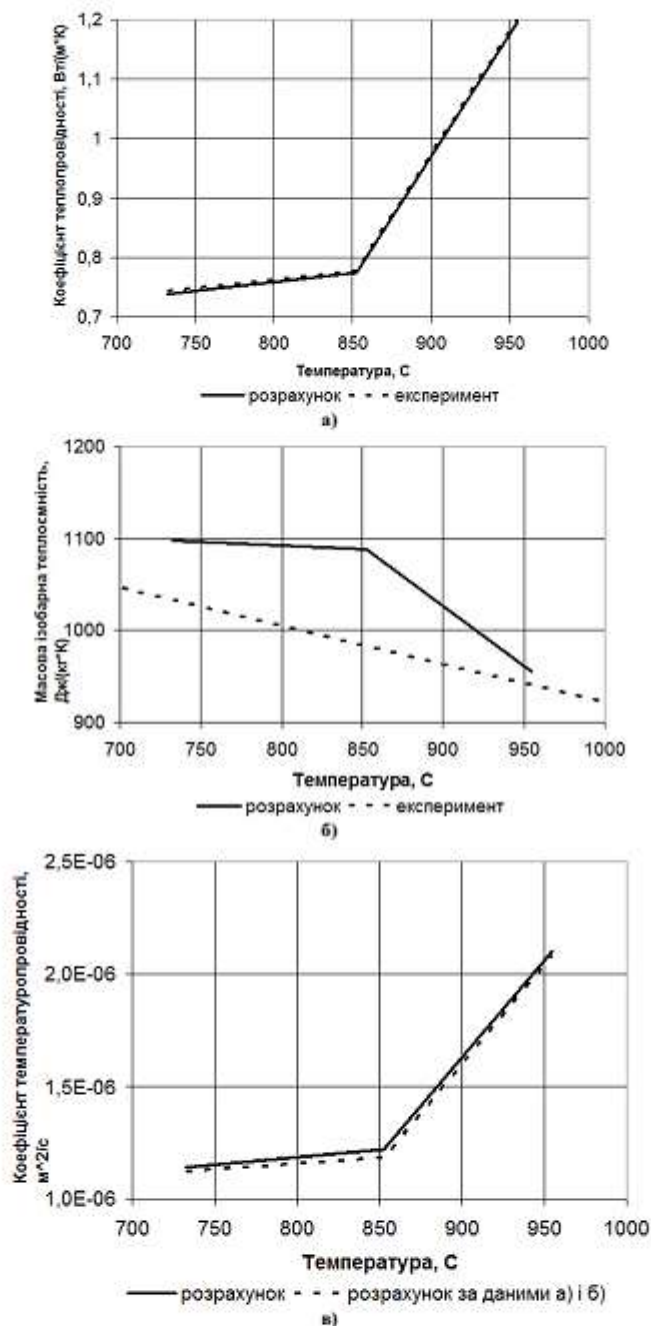 Коефіцієнт теплопровідності, Вт/(м*К)
1,2
1,1
1
0,9
0,8
0,7
700 750 800 850 900 950 1000
Температура, С
розрахунок експеримент
а)
Масова ізобарна теплоємність,
Дж/(кг*К)
1200
1100
1000
900
700 750 800 850 900 950 1000
Температура, С
розрахунок експеримент
б)
Коефіцієнт температуропровідності,
м^2/с
2,5E-06
2,0E-06
1,5E-06
1,0E-06
700 750 800 850 900 950 1000
Температура, С
розрахунок розрахунок за даними а) і б)
в)